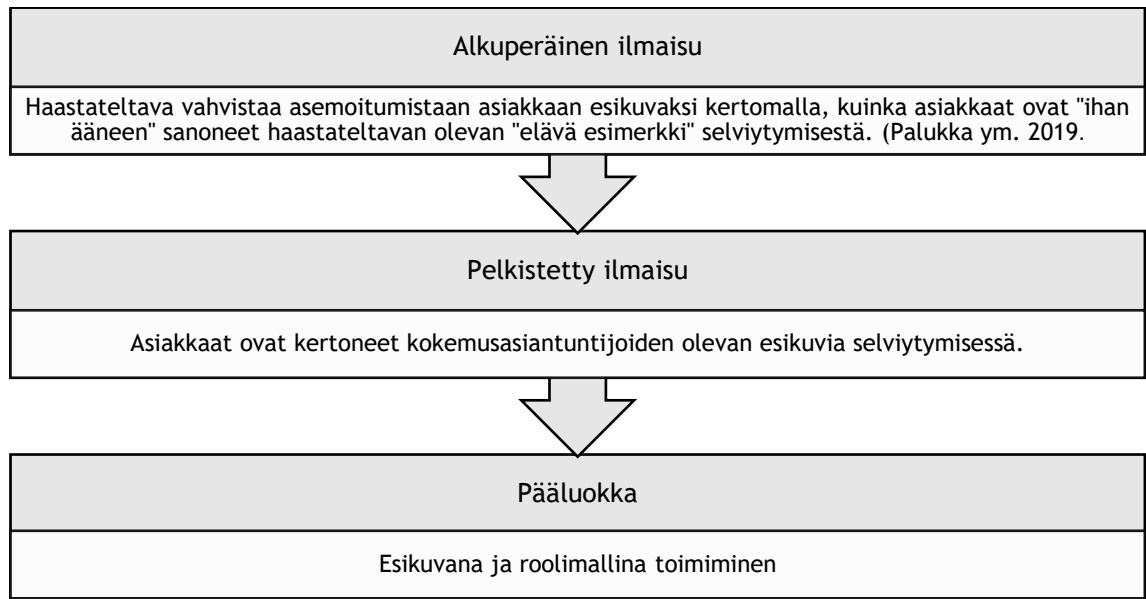 Alkuperäinen ilmaisu
Haastateltava vahvistaa asemoitumistaan asiakkaan esikuvaksi kertomalla, kuinka asiakkaat ovat "ihan
ääneen" sanoneet haastateltavan olevan "elävä esimerkki" selviytymisestä. (Palukka ym. 2019.
Pelkistetty ilmaisu
Asiakkaat ovat kertoneet kokemusasiantuntijoiden olevan esikuvia selviytymisessä.
Pääluokka
Esikuvana ja roolimallina toimiminen